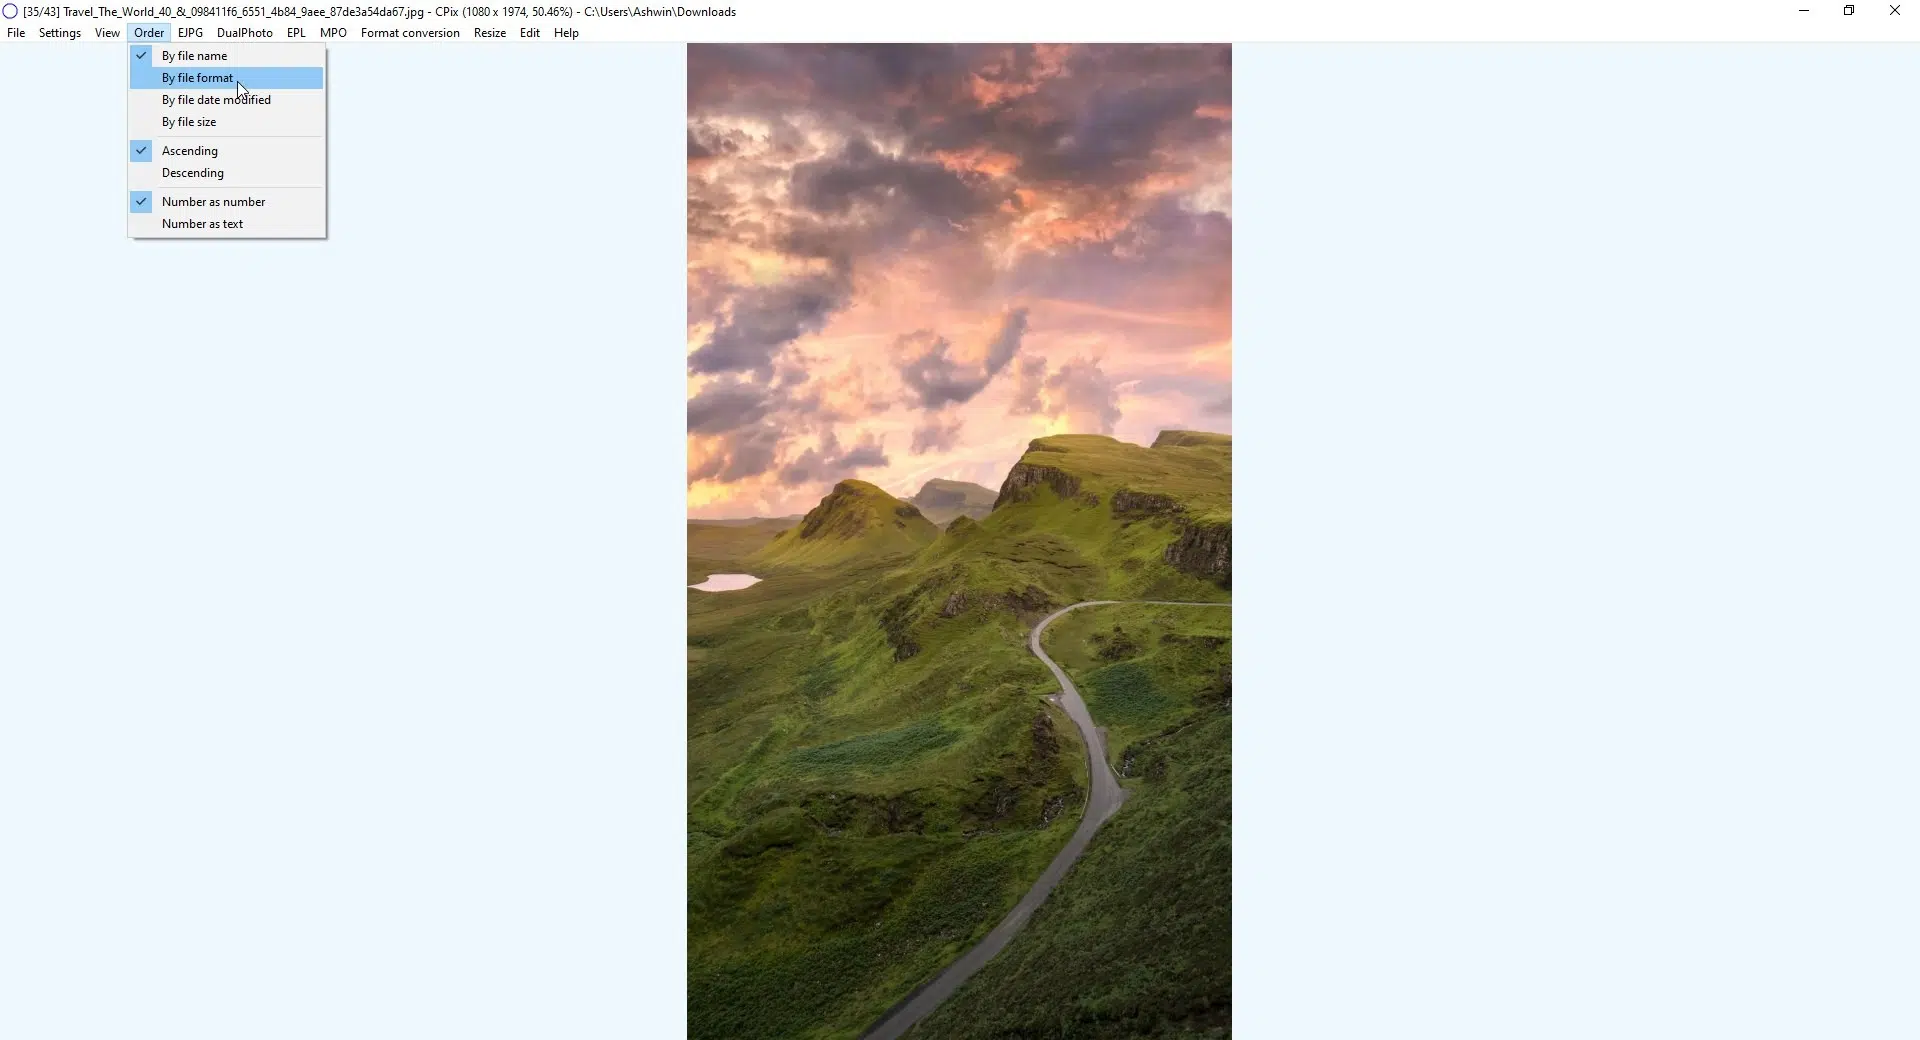 [35/43] Travel_The_World_40_&_098411f6_6551_4b84_9aee_87de3a54da67.jpg - CPix (1080 x 1974, 50.46%) - C:\Users\Ashwin\Downloads
File Settings View Order EJPG DualPhoto EPL MPO Format conversion Resize Edit Help
By file name
By file format
By file date modified
By file size
Ascending
Descending
Number as number
Number as text